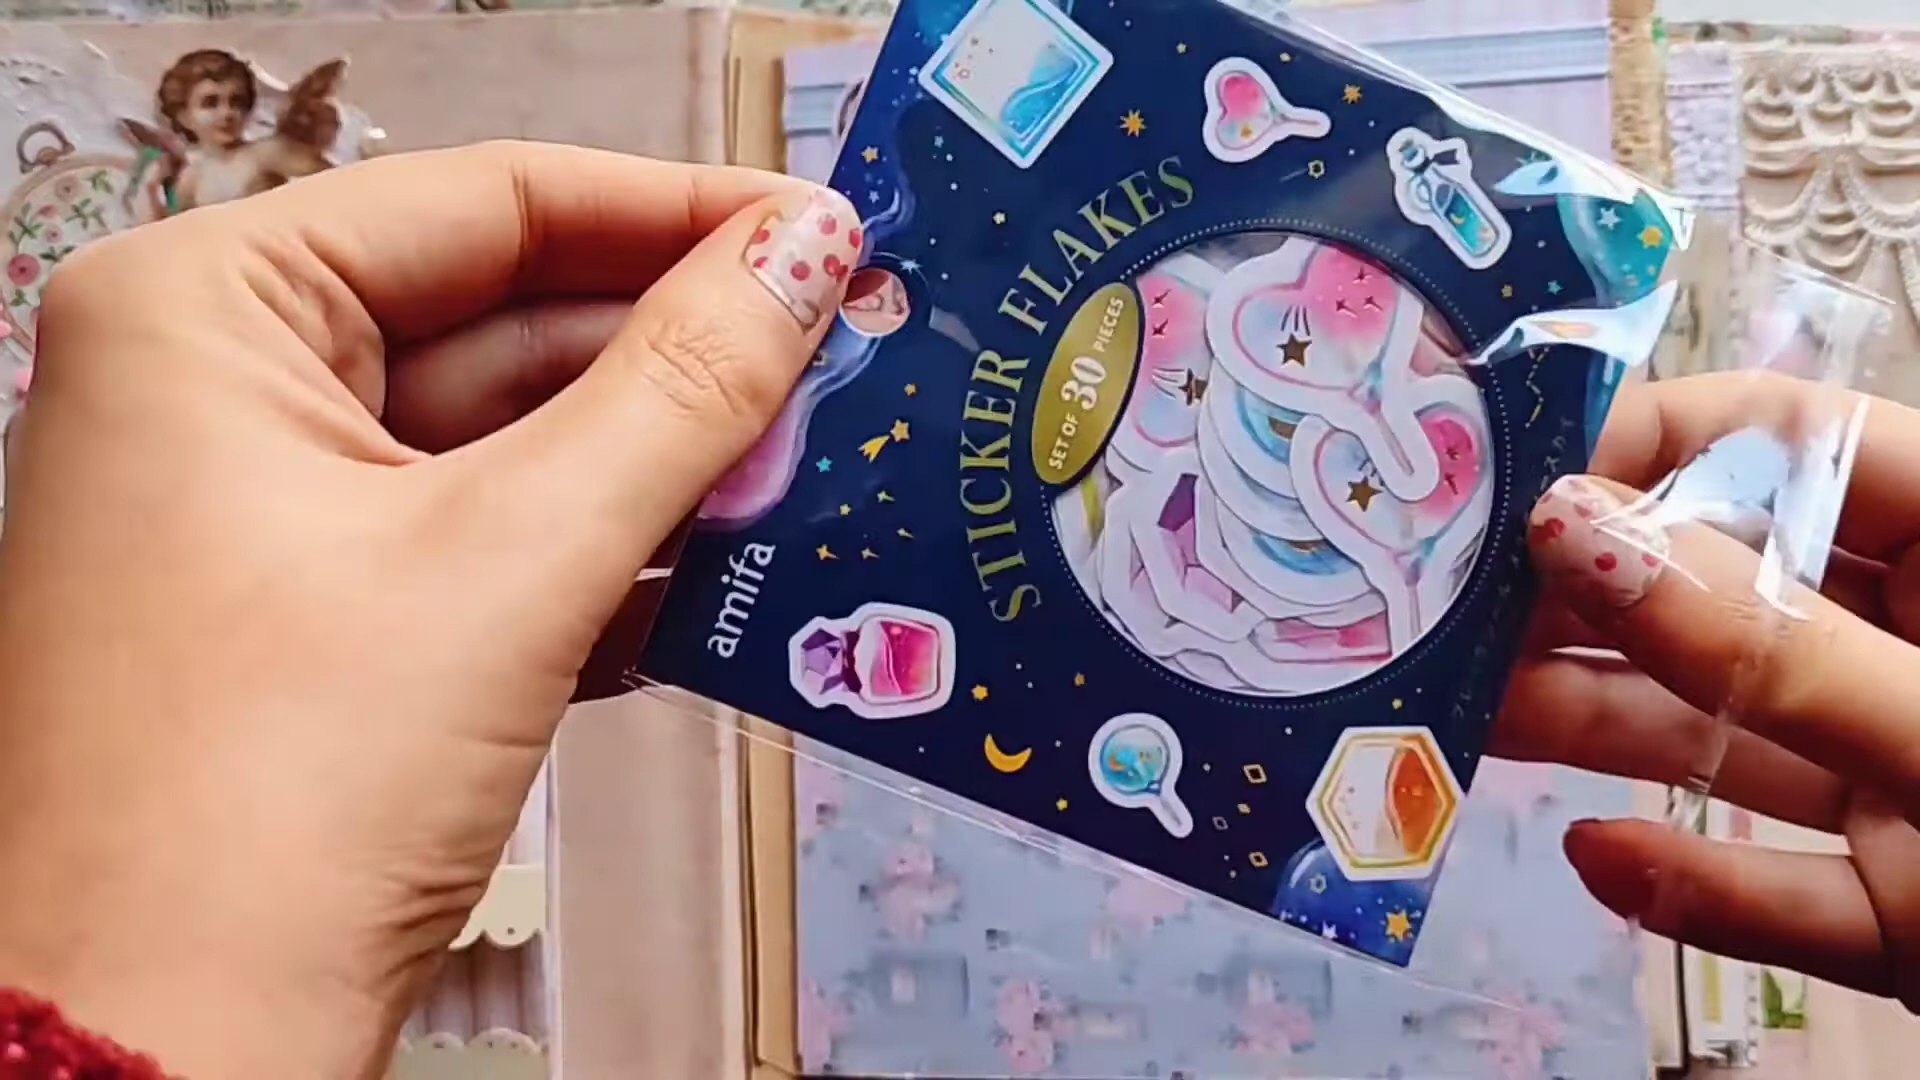 STICKER FLAKES
SET OF 30 PIECES
amifa